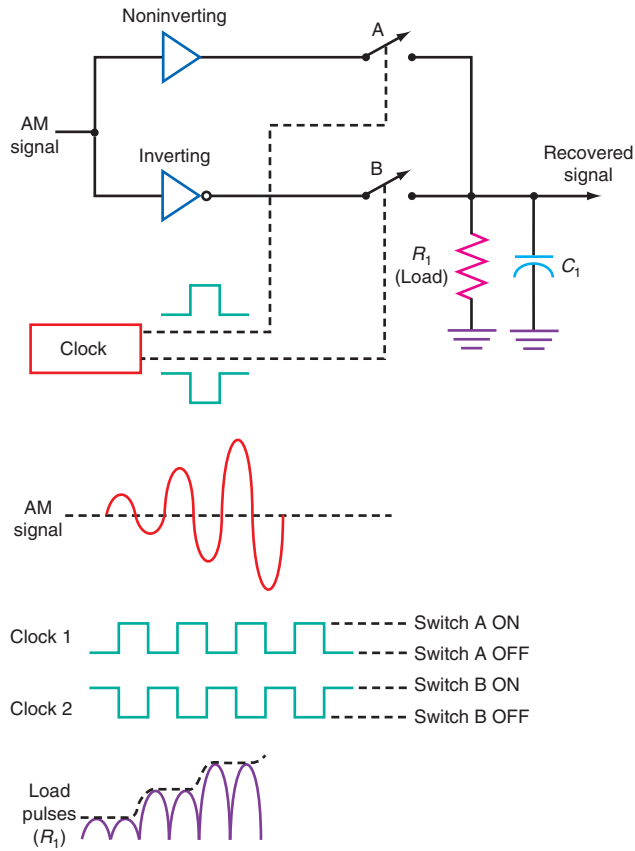 Noninverting
A
AM
signal
Inverting
B
Recovered
signal
R1
(Load)
C1
Clock
AM
signal
Clock 1
Switch A ON
Switch A OFF
Clock 2
Switch B ON
Switch B OFF
Load
pulses
(R1)